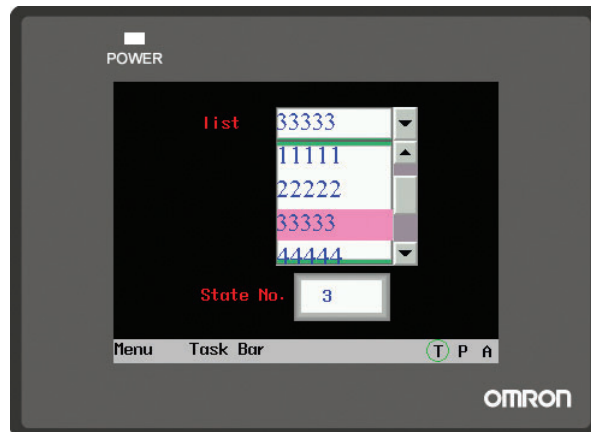 POWER
list 33333
11111
22222
33333
44444
State No. 3
Menu Task Bar T P A
OMRON